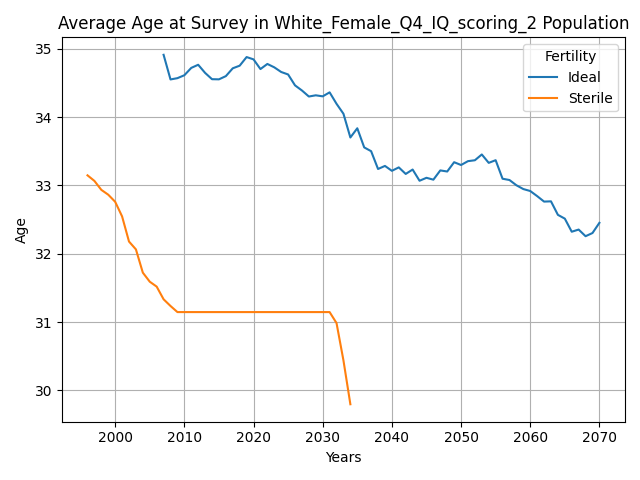 Average Age at Survey in White_Female_Q4_IQ_scoring_2 Population
Fertility
Ideal
Sterile
Age
35
34
33
32
31
30
2000
2010
2020
2030
2040
2050
2060
2070
Years